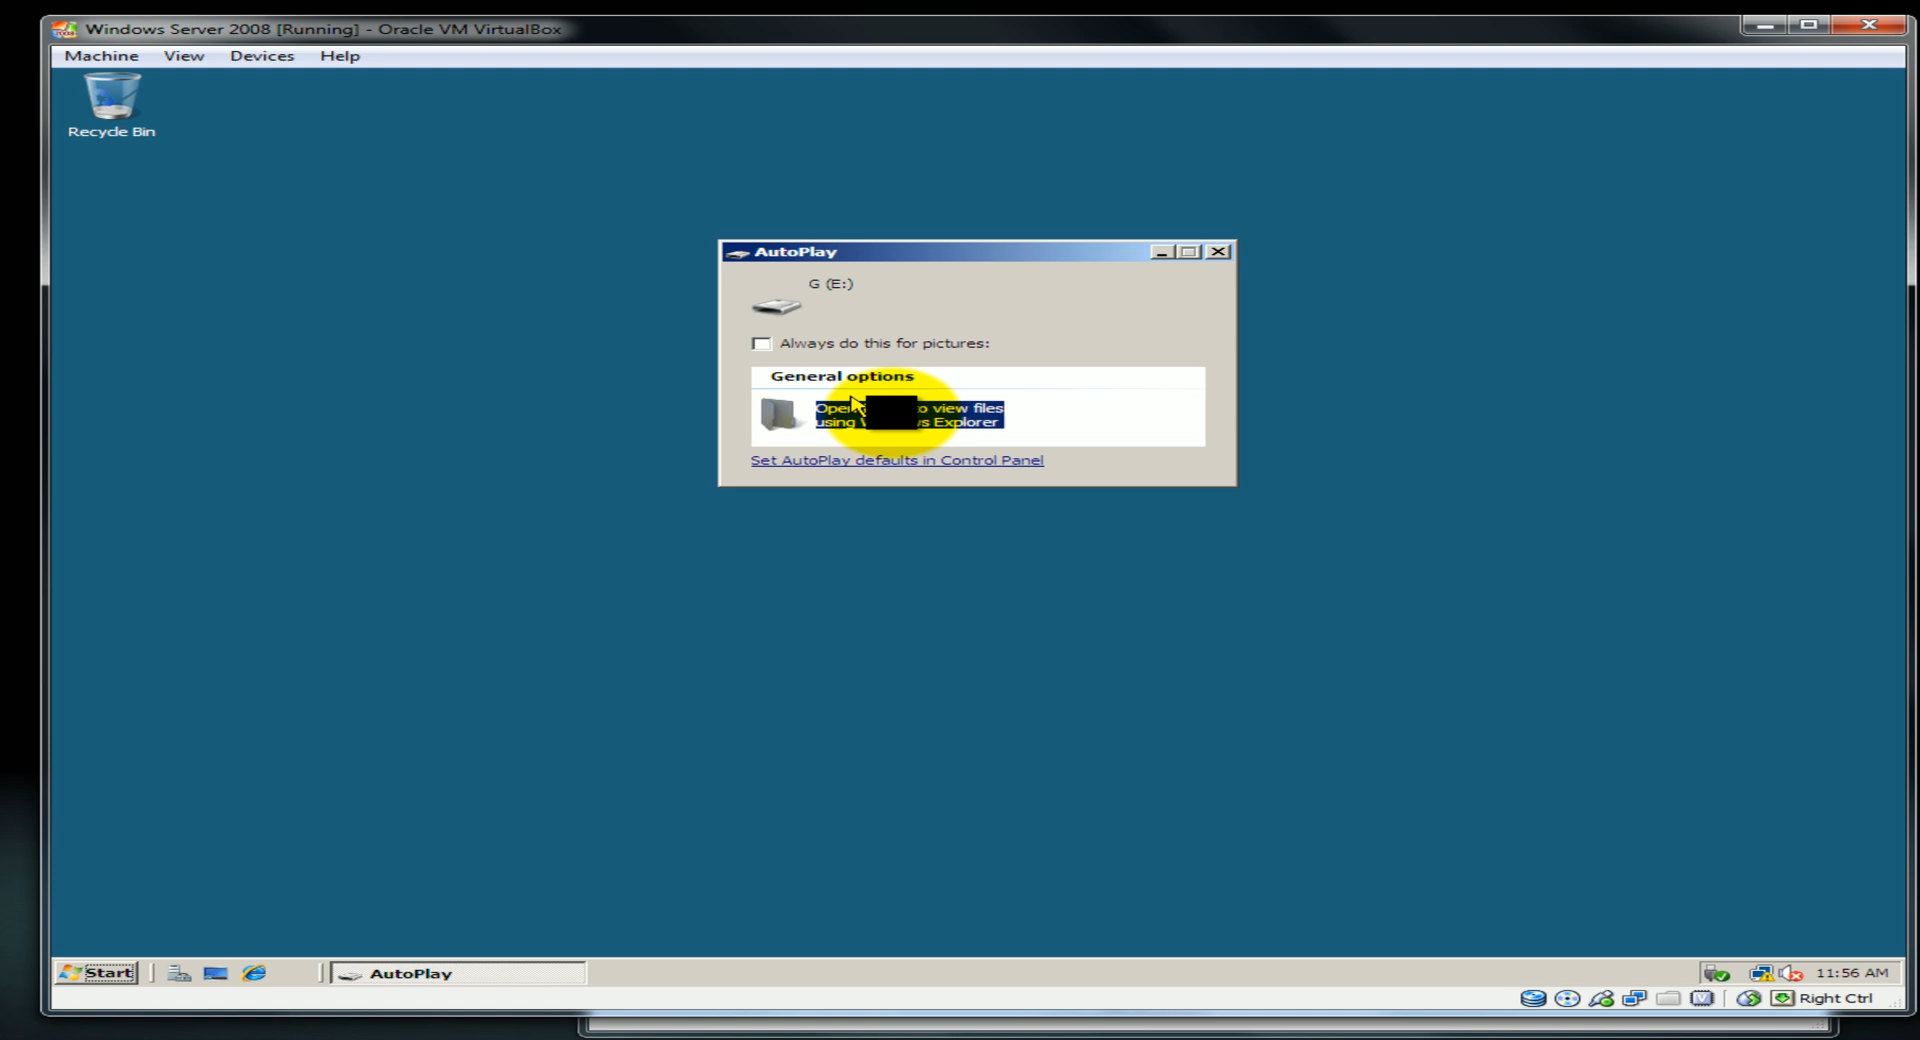 Windows Server 2008 [Running] - Oracle VM VirtualBox
Machine View Devices Help
Recycle Bin
AutoPlay
G (E:)
Always do this for pictures:
General options
view files
using Explorer
Set AutoPlay defaults in Control Panel
Start AutoPlay 11:56 AM
Right Ctrl